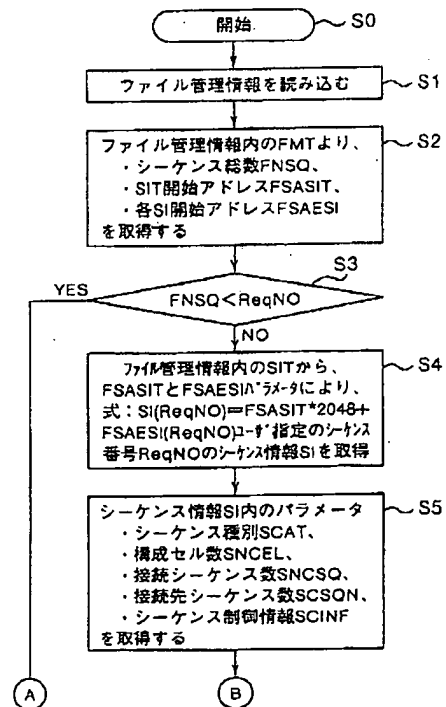 開始
S0
ファイル管理情報を読み込む
S1
S2
ファイル管理情報内のFMTより、
・シーケンス総数FNSQ、
・SIT開始アドレスFSASIT、
・各SI開始アドレスFSAESI
を取得する
S3
YES
FNSQ<ReqNO
NO
S4
ファイル管理情報内のSITから、
FSASITとFSAESIパラメータにより、
式：SI(ReqNO)=FSASIT*2048+
FSAESI(ReqNO)ユーザ指定のシーケンス
番号ReqNOのシーケンス情報SIを取得
S5
シーケンス情報SI内のパラメータ
・シーケンス種別SCAT、
・構成セル数SNCEL、
・接続シーケンス数SNCSQ、
・接続先シーケンス数SCSQN、
・シーケンス制御情報SCINF
を取得する
A
B